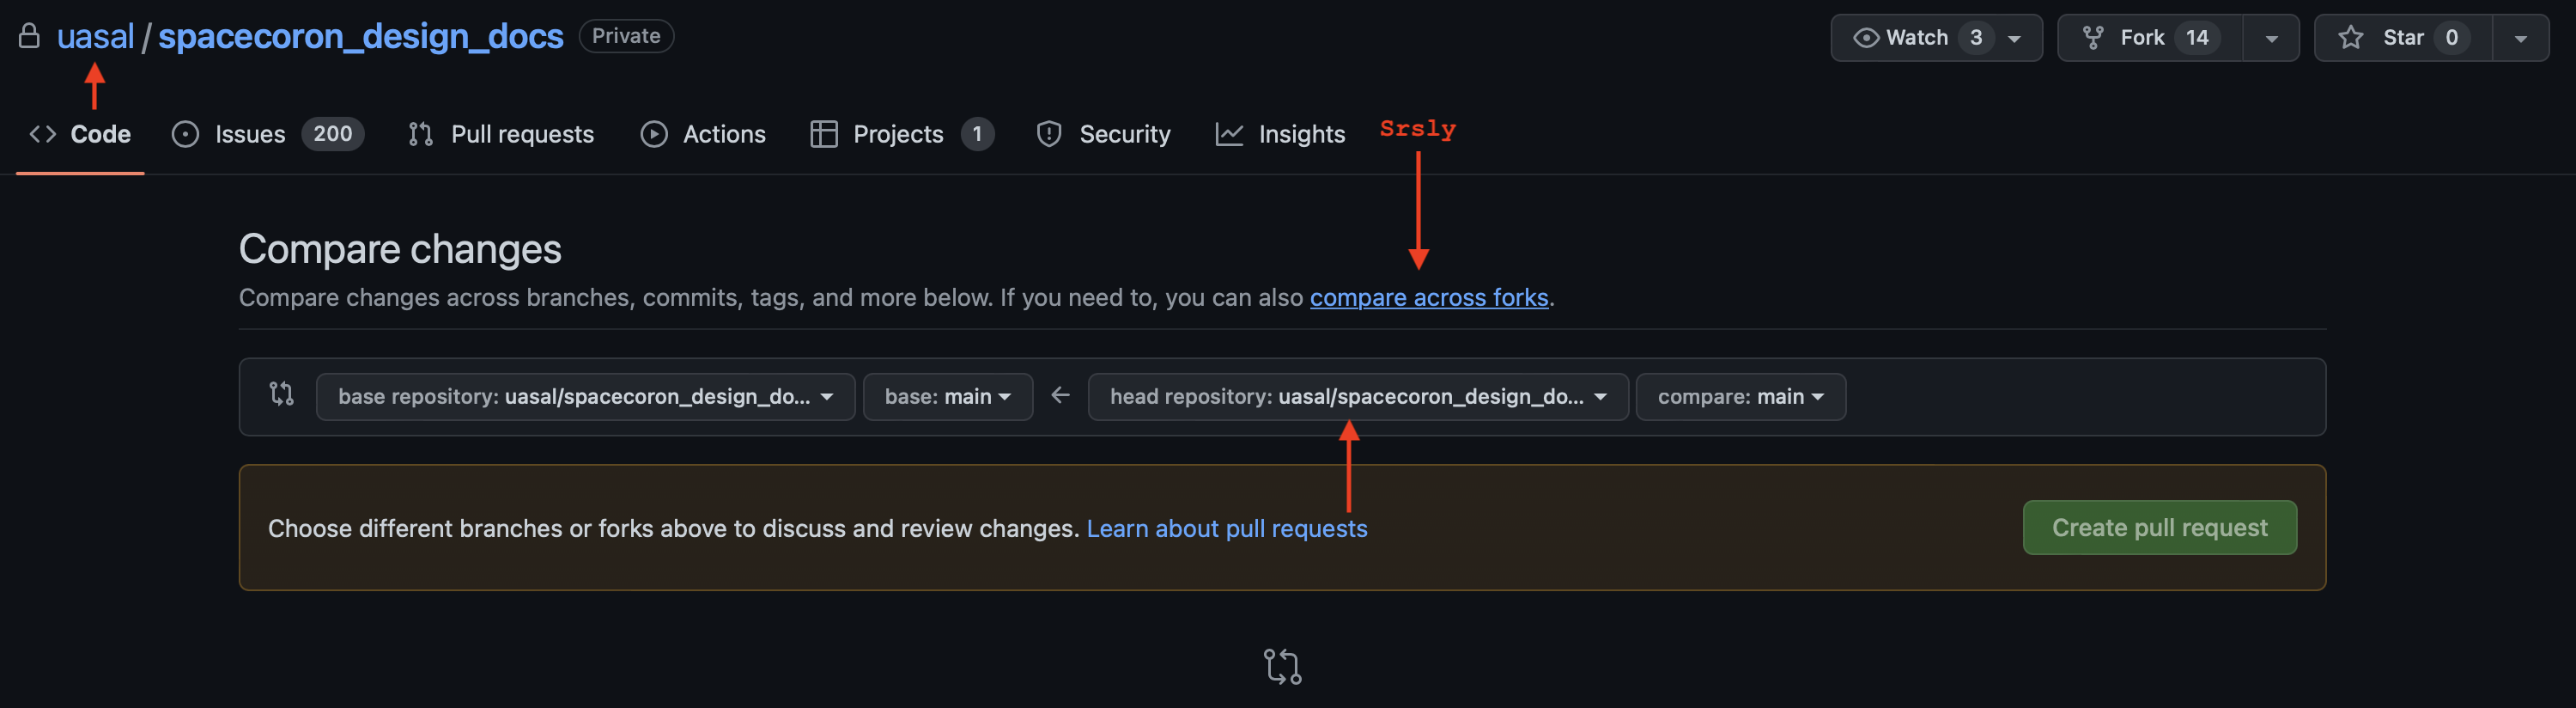 uasal / spacecoron_design_docs Private Watch 3 Fork 14 Star 0
Code Issues 200 Pull requests Actions Projects 1 Security Insights Srsly
Compare changes
Compare changes across branches, commits, tags, and more below. If you need to, you can also compare across forks.
base repository: uasal/spacecoron_design_do... base: main head repository: uasal/spacecoron_design_do... compare: main
Choose different branches or forks above to discuss and review changes. Learn about pull requests Create pull request